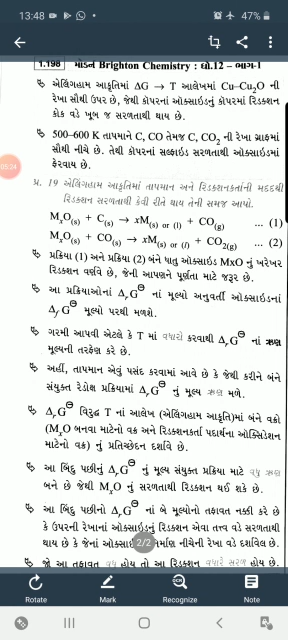 13:48
47%
1.198 મોડર્ન Brighton Chemistry : ધો.12 – ભાગ-1
એલિંગહામ આકૃતિમાં ΔG → T આલેખમાં Cu–Cu₂O ની
રેખા સૌથી ઉપર છે, જેથી કોપરનાં ઓક્સાઇડનું કોપરમાં રિડક્શન
કોક વડે ખૂબ જ સરળતાથી થાય છે.
500–600 K તાપમાને C, CO તેમજ C, CO₂ ની રેખા ગ્રાફમાં
સૌથી નીચે છે. તેથી કોપરનાં સલ્ફાઇડ સરળતાથી ઓક્સાઇડમાં
ફેરવાય છે.
05:34
પ્ર. 19 એલિંગહામ આકૃતિમાં તાપમાન અને રિડક્શનકર્તાની મદદથી
રિડક્શન સરળતાથી કેવી રીતે થાય તેની સમજ આપો.
MₓO₍ₛ₎ + C₍ₛ₎ → xM₍ₛ₎ or (l) + CO(g) ... (1)
MₓO₍ₛ₎ + CO₍ₛ₎ → xM₍ₛ₎ or (l) + CO₂(g) ... (2)
પ્રક્રિયા (1) અને પ્રક્રિયા (2) બંને ધાતુ ઓક્સાઇડ MxO નું ખરેખર
રિડક્શન વર્ણવે છે, જેની આપણને પૂર્ણતા માટે જરૂર છે.
આ પ્રક્રિયાઓનાં ΔᵣG⊖ નાં મૂલ્યો અનુવર્તી ઓક્સાઇડનાં
Δ_f G⊖ મૂલ્યો પરથી મળશે.
ગરમી આપવી એટલે કે T માં વધારો કરવાથી ΔᵣG⊖ નાં ઋણ
મૂલ્યની તરફેણ કરે છે.
અહીં, તાપમાન એવું પસંદ કરવામાં આવે છે કે જેથી કરીને બંને
સંયુક્ત રેડોક્ષ પ્રક્રિયામાં ΔᵣG⊖ નું મૂલ્ય ઋણ મળે.
ΔᵣG⊖ વિરુદ્ધ T નાં આલેખ (એલિંગહામ આકૃતિ)માં બંને વક્રો
(MₓO બનવા માટેનો વક્ર અને રિડક્શનકર્તા પદાર્થના ઓક્સિડેશન
માટેનો વક્ર) નું પ્રતિચ્છેદન દર્શાવે છે.
આ બિંદુ પછીનું ΔᵣG⊖ નું મૂલ્ય સંયુક્ત પ્રક્રિયા માટે વધુ ઋણ
બને છે જેથી MₓO નું સરળતાથી રિડક્શન થઈ શકે છે.
આ બિંદુ પછીનો ΔᵣG⊖ નાં બે મૂલ્યોનો તફાવત નક્કી કરે છે
કે ઉપરની રેખાનાં ઓક્સાઇડનું રિડક્શન એવા તત્ત્વ વડે સરળતાથી
થાય છે કે જેનાં નિર્માણ નીચેની રેખા વડે દર્શાવેલ છે.
2/2
જો આ તફાવત વધુ હોય તો આ રિડક્શન વધારે સરળ હોય છે.
Rotate
Mark
OCR
Recognize
Note